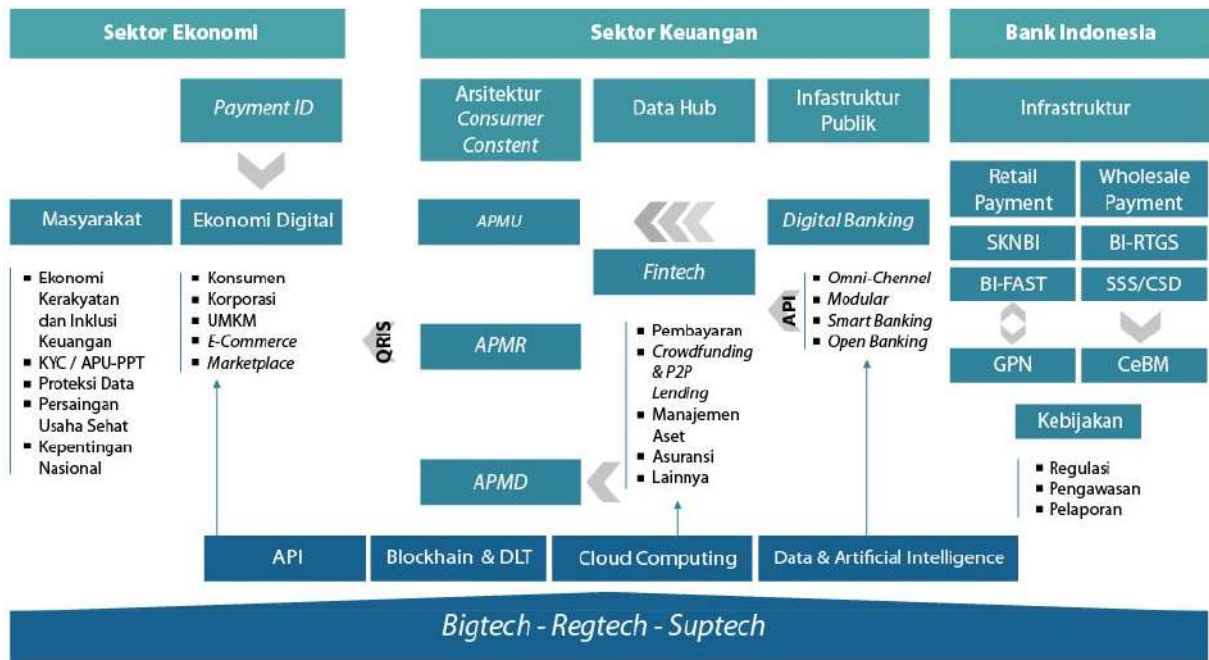 Sektor Ekonomi
Sektor Keuangan
Bank Indonesia
Payment ID
Arsitektur
Consumer
Constent
Data Hub
Infastruktur
Publik
Infrastruktur
Masyarakat
Ekonomi Digital
APMU
Digital Banking
Retail
Payment
Wholesale
Payment
SKNBI
BI-RTGS
BI-FAST
SSS/CSD
GPN
CeBM
▪ Ekonomi
Kerakyatan
dan Inklusi
Keuangan
▪ KYC / APU-PPT
▪ Proteksi Data
▪ Persaingan
Usaha Sehat
▪ Kepentingan
Nasional
▪ Konsumen
▪ Korporasi
▪ UMKM
▪ E-Commerce
▪ Marketplace
QRIS
APMR
APMD
Fintech
▪ Pembayaran
▪ Crowdfunding
& P2P
Lending
▪ Manajemen
Aset
▪ Asuransi
▪ Lainnya
API
▪ Omni-Chennel
▪ Modular
▪ Smart Banking
▪ Open Banking
Kebijakan
▪ Regulasi
▪ Pengawasan
▪ Pelaporan
API
Blockhain & DLT
Cloud Computing
Data & Artificial Intelligence
Bigtech - Regtech - Suptech